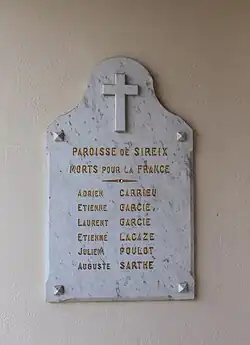 PAROISSE DE SIREIX
MORTS POUR LA FRANCE
ADRIEN CARRIEU
ETIENNE GARCIE
LAURENT GARCIE
ETIENNE LACAZE
JULIEN POULOT
AUGUSTE SARTHE